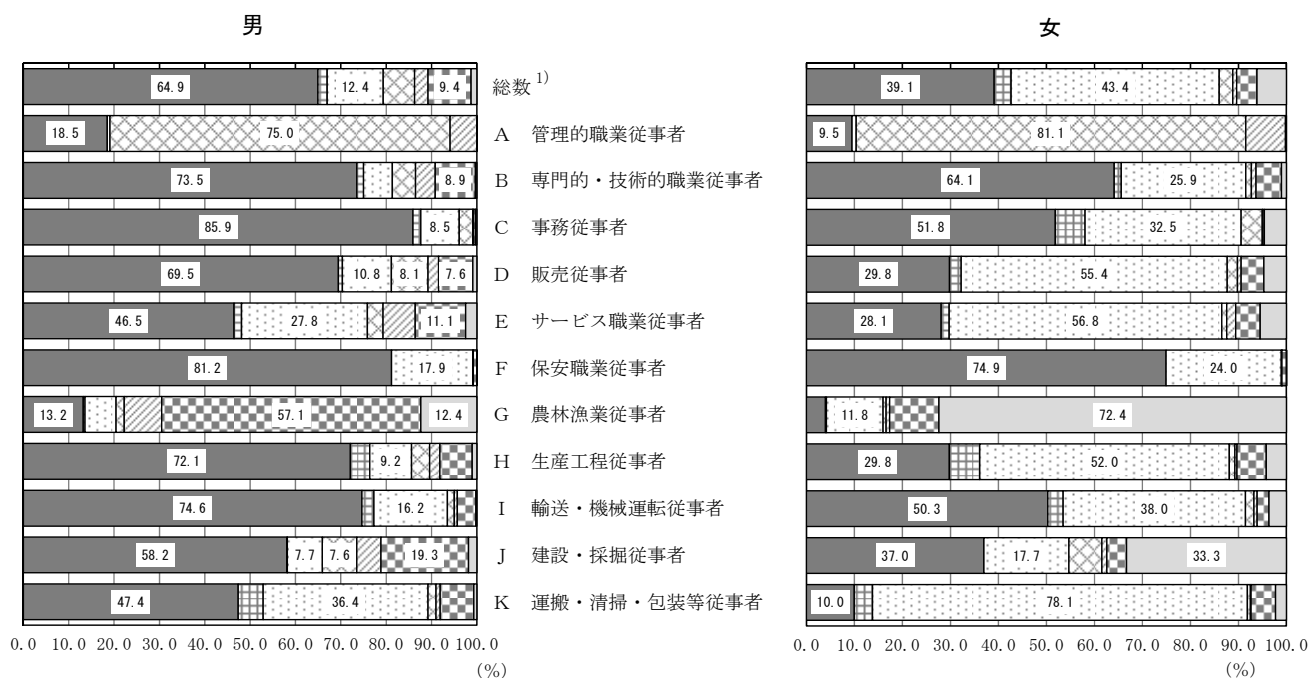 男
女
64.9 12.4 9.4 総数 1) 39.1 43.4
18.5 75.0 A 管理的職業従事者 9.5 81.1
73.5 8.9 B 専門的・技術的職業従事者 64.1 25.9
85.9 8.5 C 事務従事者 51.8 32.5
69.5 10.8 8.1 7.6 D 販売従事者 29.8 55.4
46.5 27.8 11.1 E サービス職業従事者 28.1 56.8
81.2 17.9 F 保安職業従事者 74.9 24.0
13.2 57.1 12.4 G 農林漁業従事者 11.8 72.4
72.1 9.2 H 生産工程従事者 29.8 52.0
74.6 16.2 I 輸送・機械運転従事者 50.3 38.0
58.2 7.7 7.6 19.3 J 建設・採掘従事者 37.0 17.7 33.3
47.4 36.4 K 運搬・清掃・包装等従事者 10.0 78.1
0.0 10.0 20.0 30.0 40.0 50.0 60.0 70.0 80.0 90.0 100.0 0.0 10.0 20.0 30.0 40.0 50.0 60.0 70.0 80.0 90.0 100.0
(%) (%)